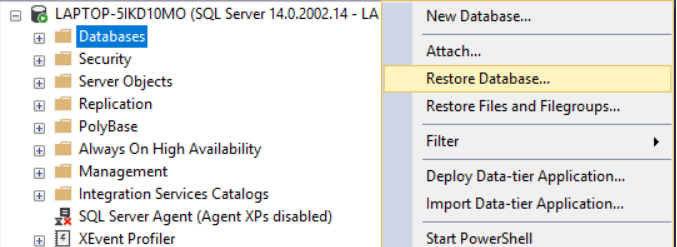 LAPTOP-5IKD10MO (SQL Server 14.0.2002.14 - LA
Databases
Security
Server Objects
Replication
PolyBase
Always On High Availability
Management
Integration Services Catalogs
SQL Server Agent (Agent XPs disabled)
XEvent Profiler
New Database...
Attach...
Restore Database...
Restore Files and Filegroups...
Filter
Deploy Data-tier Application...
Import Data-tier Application...
Start PowerShell